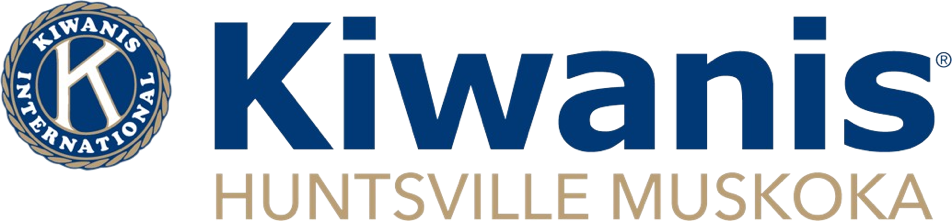 KIWANIS
K
INTERNATIONAL
Kiwanis®
HUNTSVILLE MUSKOKA